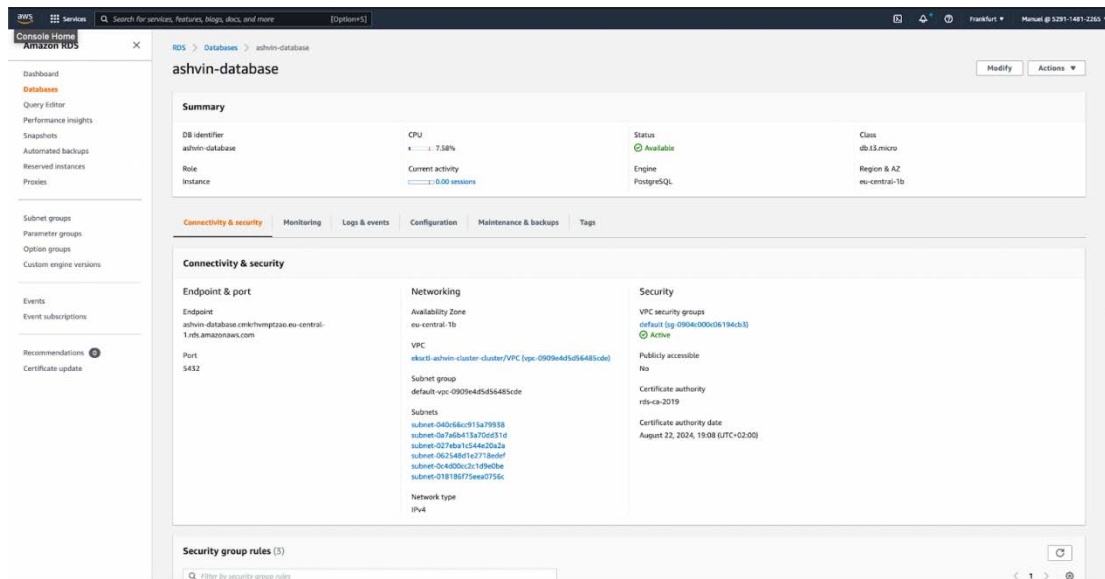 aws
Services
Search for services, features, blogs, docs, and more
[Option+S]
Frankfurt
Manuel @ 5291-1481-2265
Console Home
Amazon RDS
Dashboard
Databases
Query Editor
Performance insights
Snapshots
Automated backups
Reserved instances
Proxies
Subnet groups
Parameter groups
Option groups
Custom engine versions
Events
Event subscriptions
Recommendations 0
Certificate update
RDS > Databases > ashvin-database
ashvin-database
Modify
Actions
Summary
DB identifier
ashvin-database
CPU
7.58%
Status
Available
Class
db.t3.micro
Role
Instance
Current activity
0.00 sessions
Engine
PostgreSQL
Region & AZ
eu-central-1b
Connectivity & security
Monitoring
Logs & events
Configuration
Maintenance & backups
Tags
Connectivity & security
Endpoint & port
Endpoint
ashvin-database.cmkrhvmptzao.eu-central-
1.rds.amazonaws.com
Port
5432
Networking
Availability Zone
eu-central-1b
VPC
eksctl-ashvin-cluster-cluster/VPC (vpc-0909e4d5d56485cde)
Subnet group
default-vpc-0909e4d5d56485cde
Subnets
subnet-040c66cc915a79938
subnet-0a7a6b413a70dd31d
subnet-027eba1c544e20a2a
subnet-062548d1e2718edef
subnet-0c4d00cc2c1d9e0be
subnet-018186f75eea0756c
Network type
IPv4
Security
VPC security groups
default (sg-0904c000c06194cb3)
Active
Publicly accessible
No
Certificate authority
rds-ca-2019
Certificate authority date
August 22, 2024, 19:08 (UTC+02:00)
Security group rules (3)
Filter by security group rules
1